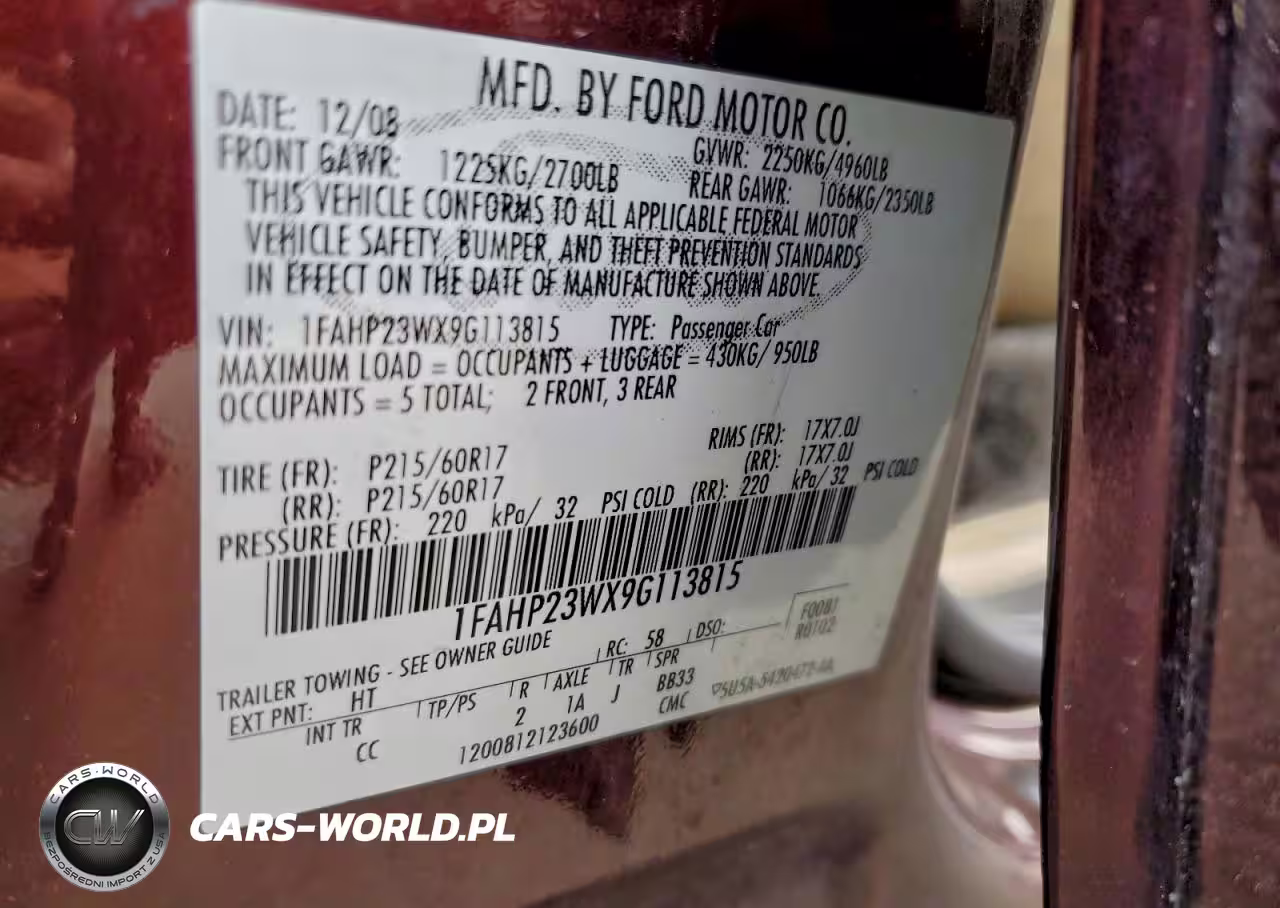 MFD. BY FORD MOTOR CO.
DATE: 12/08 GVWR: 2250KG/4960LB
FRONT GAWR: 1225KG/2700LB REAR GAWR: 1066KG/2350LB
THIS VEHICLE CONFORMS TO ALL APPLICABLE FEDERAL MOTOR
VEHICLE SAFETY, BUMPER, AND THEFT PREVENTION STANDARDS
IN EFFECT ON THE DATE OF MANUFACTURE SHOWN ABOVE.
VIN: 1FAHP23WX9G113815 TYPE: Passenger Car
MAXIMUM LOAD = OCCUPANTS + LUGGAGE = 430KG/ 950LB
OCCUPANTS = 5 TOTAL; 2 FRONT, 3 REAR
TIRE (FR): P215/60R17 RIMS (FR): 17X7.0J
(RR): P215/60R17 (RR): 17X7.0J
PRESSURE (FR): 220 kPa/ 32 PSI COLD (RR): 220 kPa/ 32 PSI COLD
1FAHP23WX9G113815
TRAILER TOWING - SEE OWNER GUIDE
EXT PNT: HT RC: 58 DSO: F0081
R0102
INT TR TP/PS R AXLE TR SPR
CC 2 1A J BB33
1200812123600 CMC
CARS-WORLD
CW
BEZPOŚREDNI IMPORT Z USA
CARS-WORLD.PL